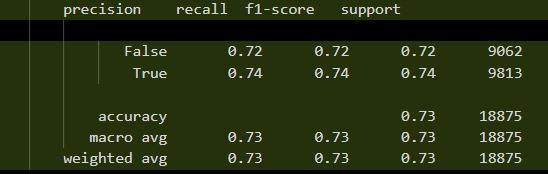 precision recall f1-score support
False 0.72 0.72 0.72 9062
True 0.74 0.74 0.74 9813
accuracy 0.73 18875
macro avg 0.73 0.73 0.73 18875
weighted avg 0.73 0.73 0.73 18875